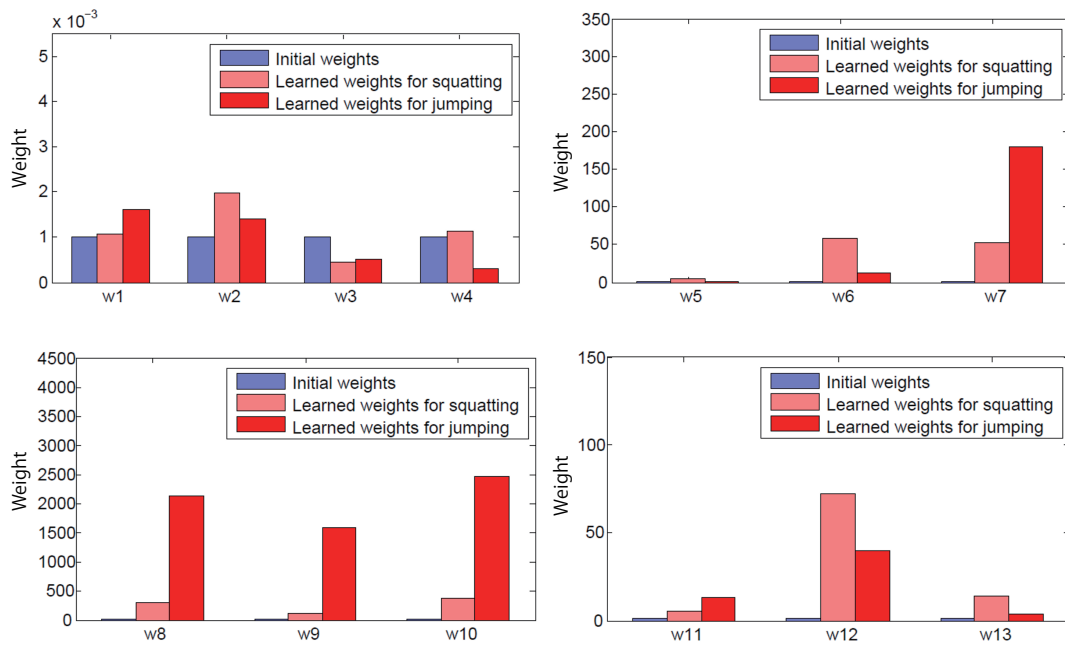 x 10⁻³
5
4
3
2
1
0
Weight
Initial weights
Learned weights for squatting
Learned weights for jumping
w1 w2 w3 w4
350
300
250
200
150
100
50
0
Weight
Initial weights
Learned weights for squatting
Learned weights for jumping
w5 w6 w7
4500
4000
3500
3000
2500
2000
1500
1000
500
0
Weight
Initial weights
Learned weights for squatting
Learned weights for jumping
w8 w9 w10
150
100
50
0
Weight
Initial weights
Learned weights for squatting
Learned weights for jumping
w11 w12 w13